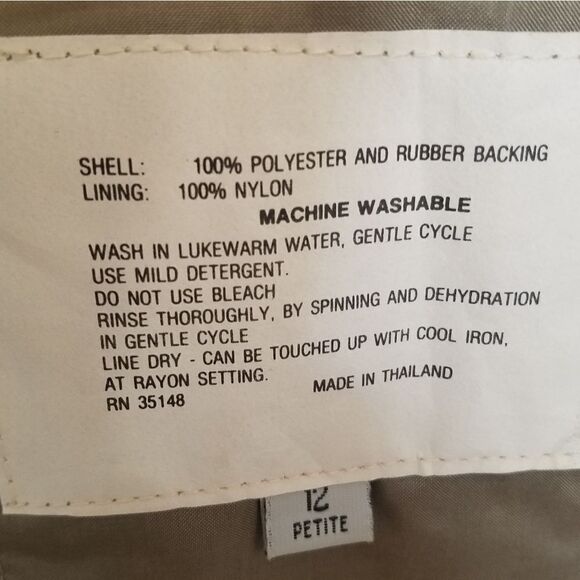 SHELL: 100% POLYESTER AND RUBBER BACKING
LINING: 100% NYLON
MACHINE WASHABLE
WASH IN LUKEWARM WATER, GENTLE CYCLE
USE MILD DETERGENT.
DO NOT USE BLEACH
RINSE THOROUGHLY, BY SPINNING AND DEHYDRATION
IN GENTLE CYCLE
LINE DRY - CAN BE TOUCHED UP WITH COOL IRON,
AT RAYON SETTING.
MADE IN THAILAND
RN 35148
12
PETITE